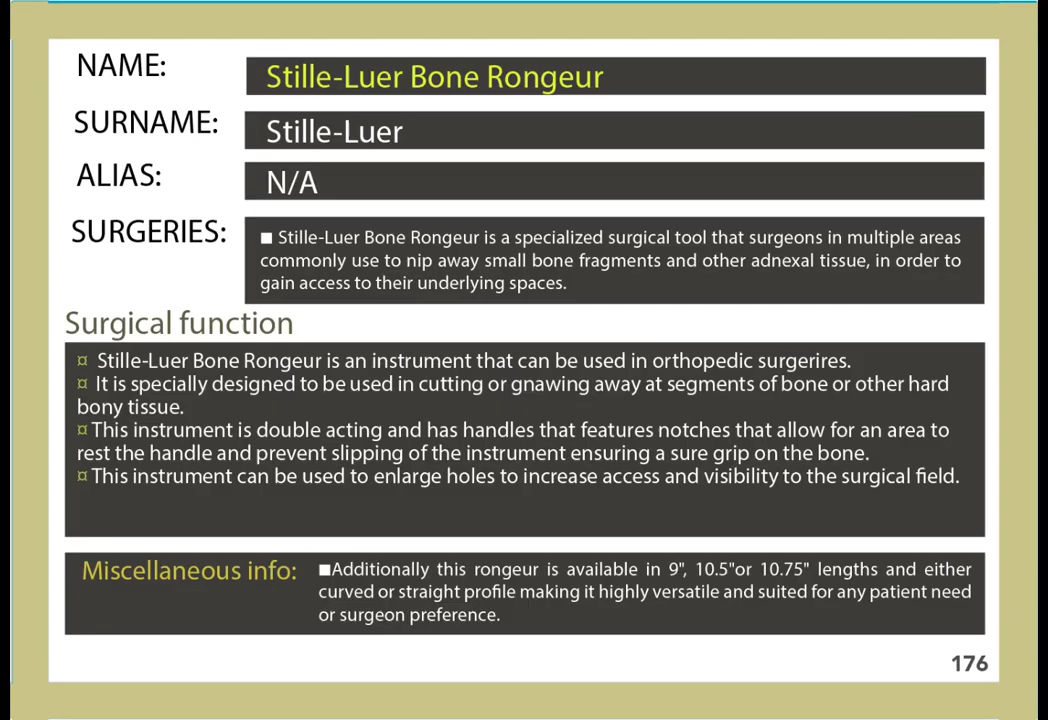 NAME: Stille-Luer Bone Rongeur
SURNAME: Stille-Luer
ALIAS: N/A
SURGERIES: ■ Stille-Luer Bone Rongeur is a specialized surgical tool that surgeons in multiple areas
commonly use to nip away small bone fragments and other adnexal tissue, in order to
gain access to their underlying spaces.
Surgical function
¤ Stille-Luer Bone Rongeur is an instrument that can be used in orthopedic surgerires.
¤ It is specially designed to be used in cutting or gnawing away at segments of bone or other hard
bony tissue.
¤ This instrument is double acting and has handles that features notches that allow for an area to
rest the handle and prevent slipping of the instrument ensuring a sure grip on the bone.
¤ This instrument can be used to enlarge holes to increase access and visibility to the surgical field.
Miscellaneous info: ■Additionally this rongeur is available in 9", 10.5"or 10.75" lengths and either
curved or straight profile making it highly versatile and suited for any patient need
or surgeon preference.
176